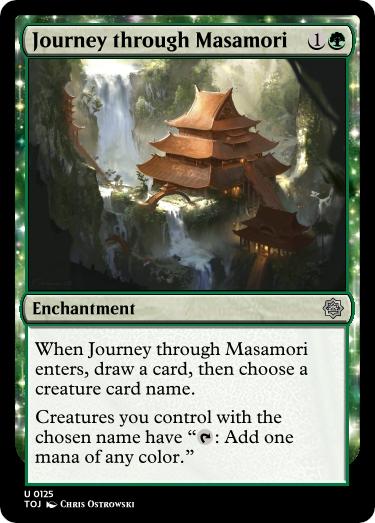 Journey through Masamori 1
Enchantment
When Journey through Masamori
enters, draw a card, then choose a
creature card name.
Creatures you control with the
chosen name have “: Add one
mana of any color.”
U 0125
TOJ Chris Ostrowski